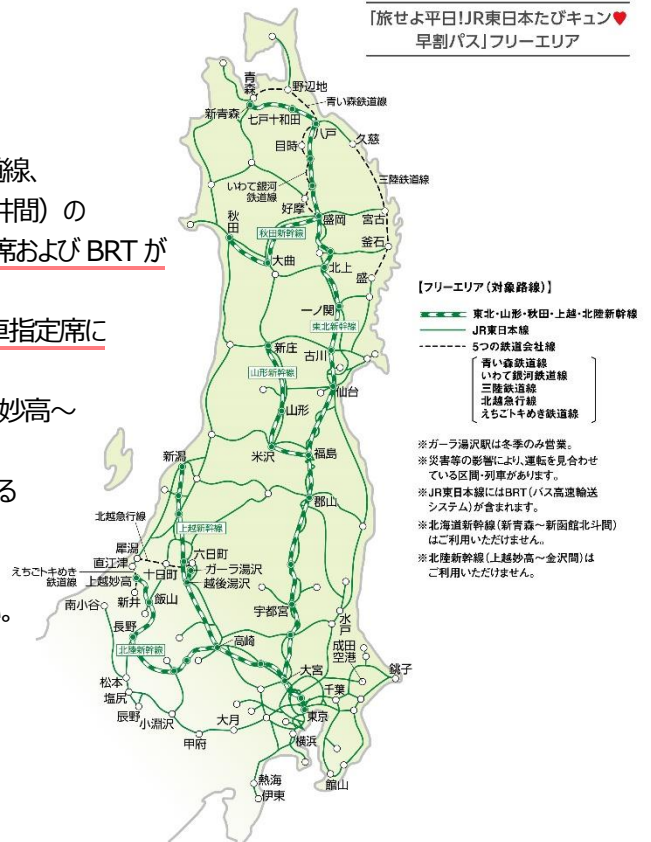 「旅せよ平日!JR東日本たびキュン♥
早割パス」フリーエリア
線、
井間）の
席および BRT が
車指定席に
妙高～
る
。
青森
野辺地
青い森鉄道線
新青森
七戸十和田
八戸
目時
久慈
いわて銀河
鉄道線
三陸鉄道線
好摩
秋田
盛岡
宮古
秋田新幹線
釜石
大曲
北上
盛
一ノ関
東北新幹線
新庄
古川
山形新幹線
仙台
山形
新潟
米沢
福島
北越急行線
郡山
上越新幹線
犀潟
六日町
直江津
ガーラ湯沢
えちごトキめき
鉄道線
上越妙高
十日町
越後湯沢
新井
飯山
南小谷
宇都宮
水戸
長野
高崎
成田
空港
北陸新幹線
大宮
銚子
松本
千葉
塩尻
東京
辰野
小淵沢
大月
横浜
甲府
熱海
伊東
館山
【フリーエリア（対象路線）】
東北・山形・秋田・上越・北陸新幹線
JR東日本線
5つの鉄道会社線
青い森鉄道線
いわて銀河鉄道線
三陸鉄道線
北越急行線
えちごトキめき鉄道線
※ガーラ湯沢駅は冬季のみ営業。
※災害等の影響により、運転を見合わせ
ている区間・列車があります。
※JR東日本線にはBRT（バス高速輸送
システム）が含まれます。
※北海道新幹線（新青森～新函館北斗間）
はご利用いただけません。
※北陸新幹線（上越妙高～金沢間）は
ご利用いただけません。